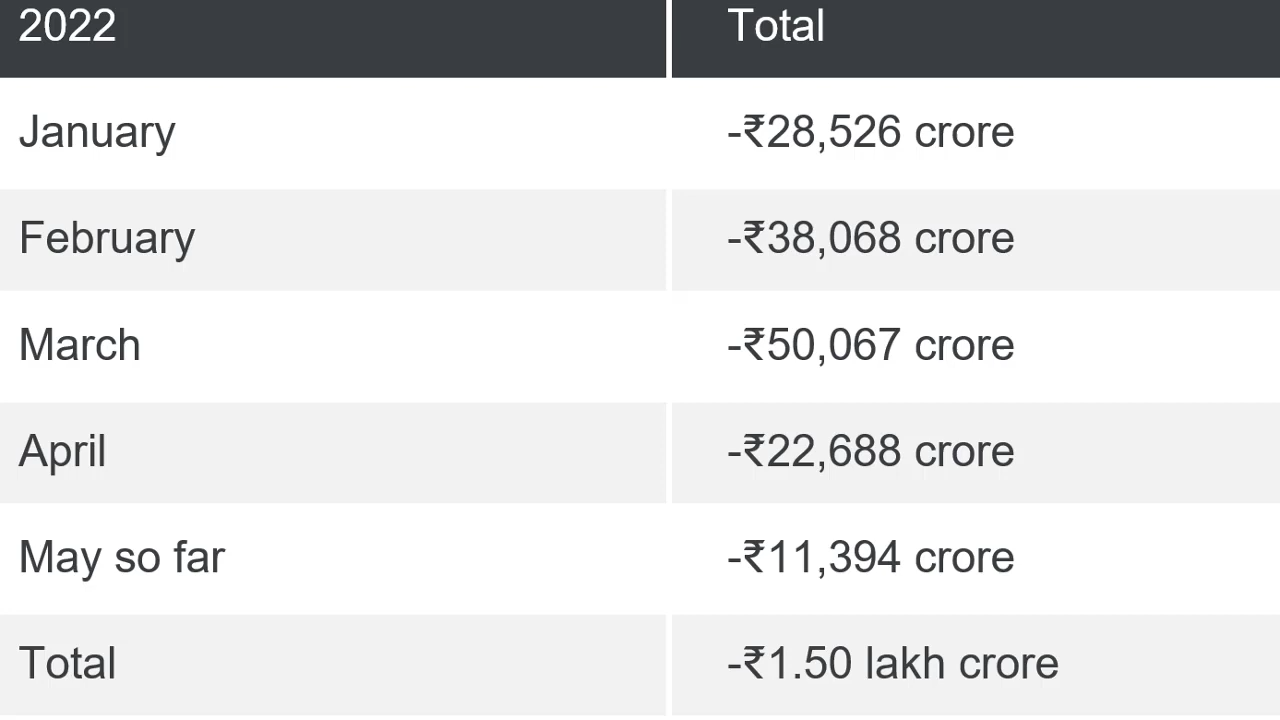 2022 Total
January -₹28,526 crore
February -₹38,068 crore
March -₹50,067 crore
April -₹22,688 crore
May so far -₹11,394 crore
Total -₹1.50 lakh crore